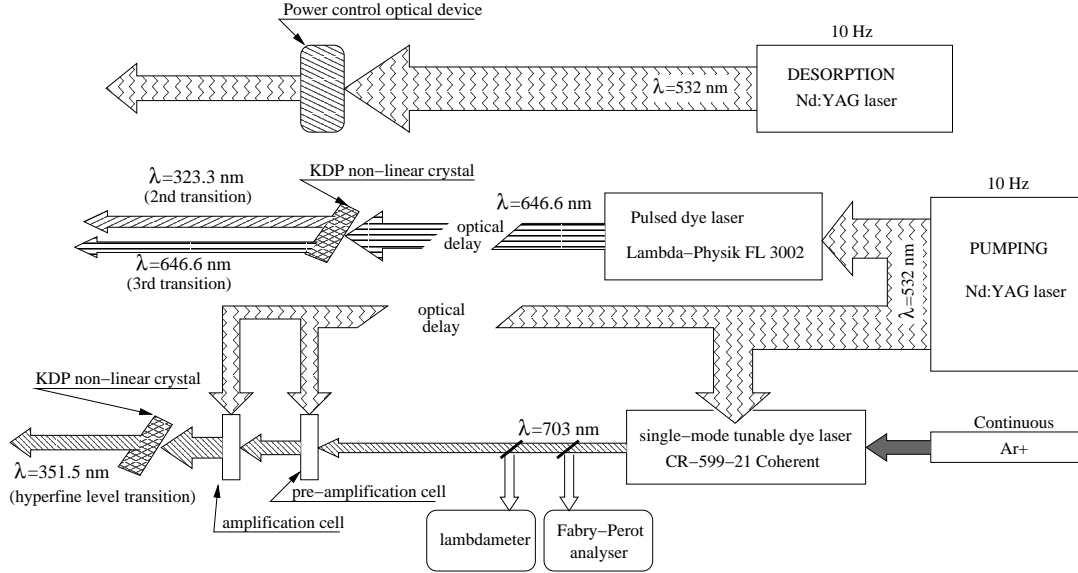 Power control optical device
10 Hz
DESORPTION
Nd:YAG laser
λ=532 nm
KDP non−linear crystal
λ=323.3 nm
(2nd transition)
λ=646.6 nm
(3rd transition)
optical
delay
λ=646.6 nm
Pulsed dye laser
Lambda−Physik FL 3002
10 Hz
PUMPING
Nd:YAG laser
λ=532 nm
optical
delay
KDP non−linear crystal
λ=351.5 nm
(hyperfine level transition)
amplification cell
pre−amplification cell
λ=703 nm
lambdameter
Fabry−Perot
analyser
single−mode tunable dye laser
CR−599−21 Coherent
Continuous
Ar+